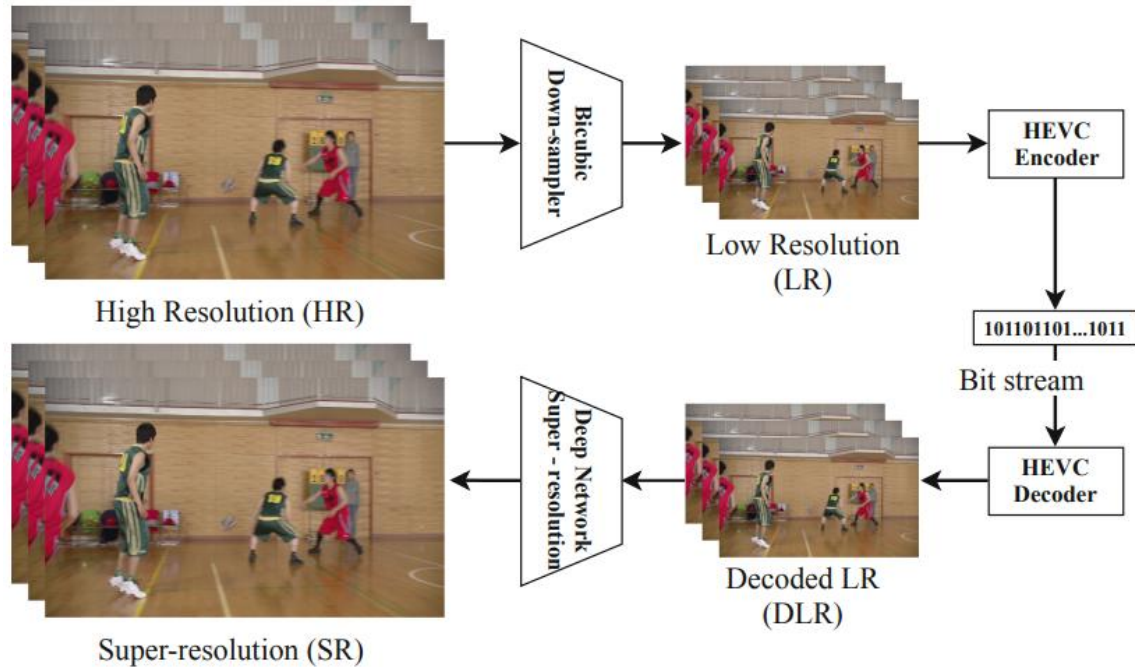 Bicubic
Down-sampler
HEVC
Encoder
Low Resolution
(LR)
High Resolution (HR)
101101101...1011
Bit stream
Deep Network
Super - resolution
HEVC
Decoder
Decoded LR
(DLR)
Super-resolution (SR)